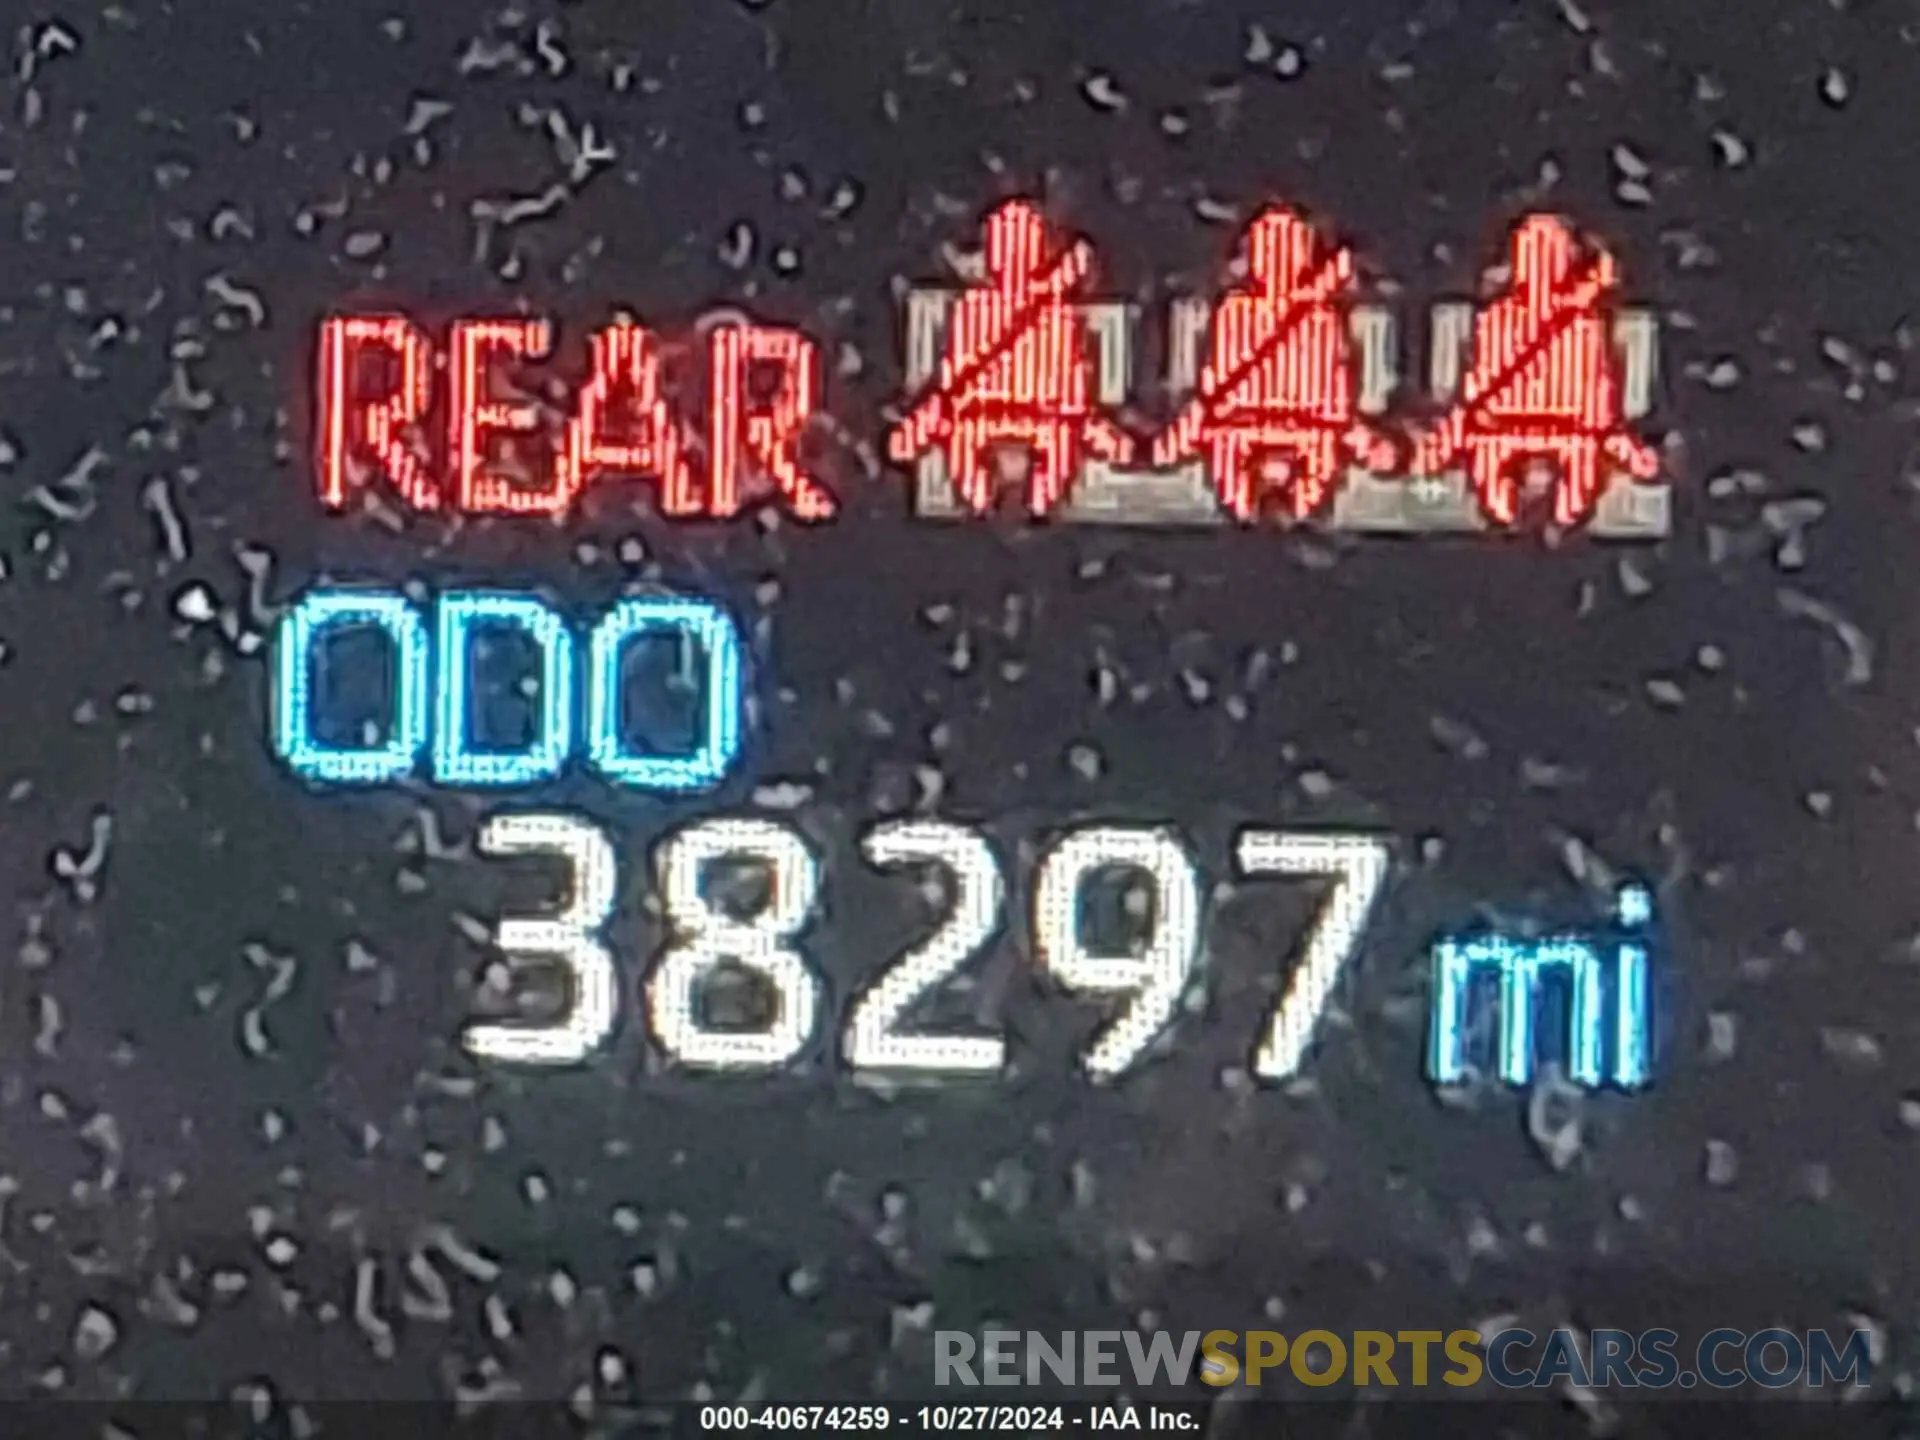 REAR
ODO
38297 mi
RENEWSPORTSCARS.COM
000-40674259 - 10/27/2024 - IAA Inc.